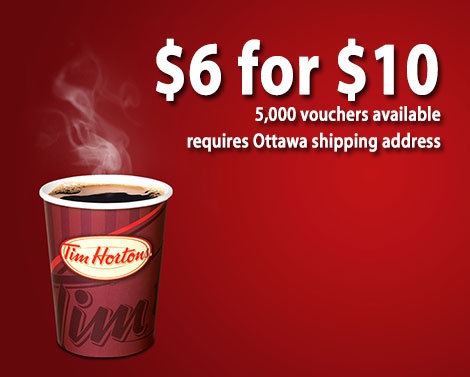 $6 for $10
5,000 vouchers available
requires Ottawa shipping address
Tim Hortons
Tim